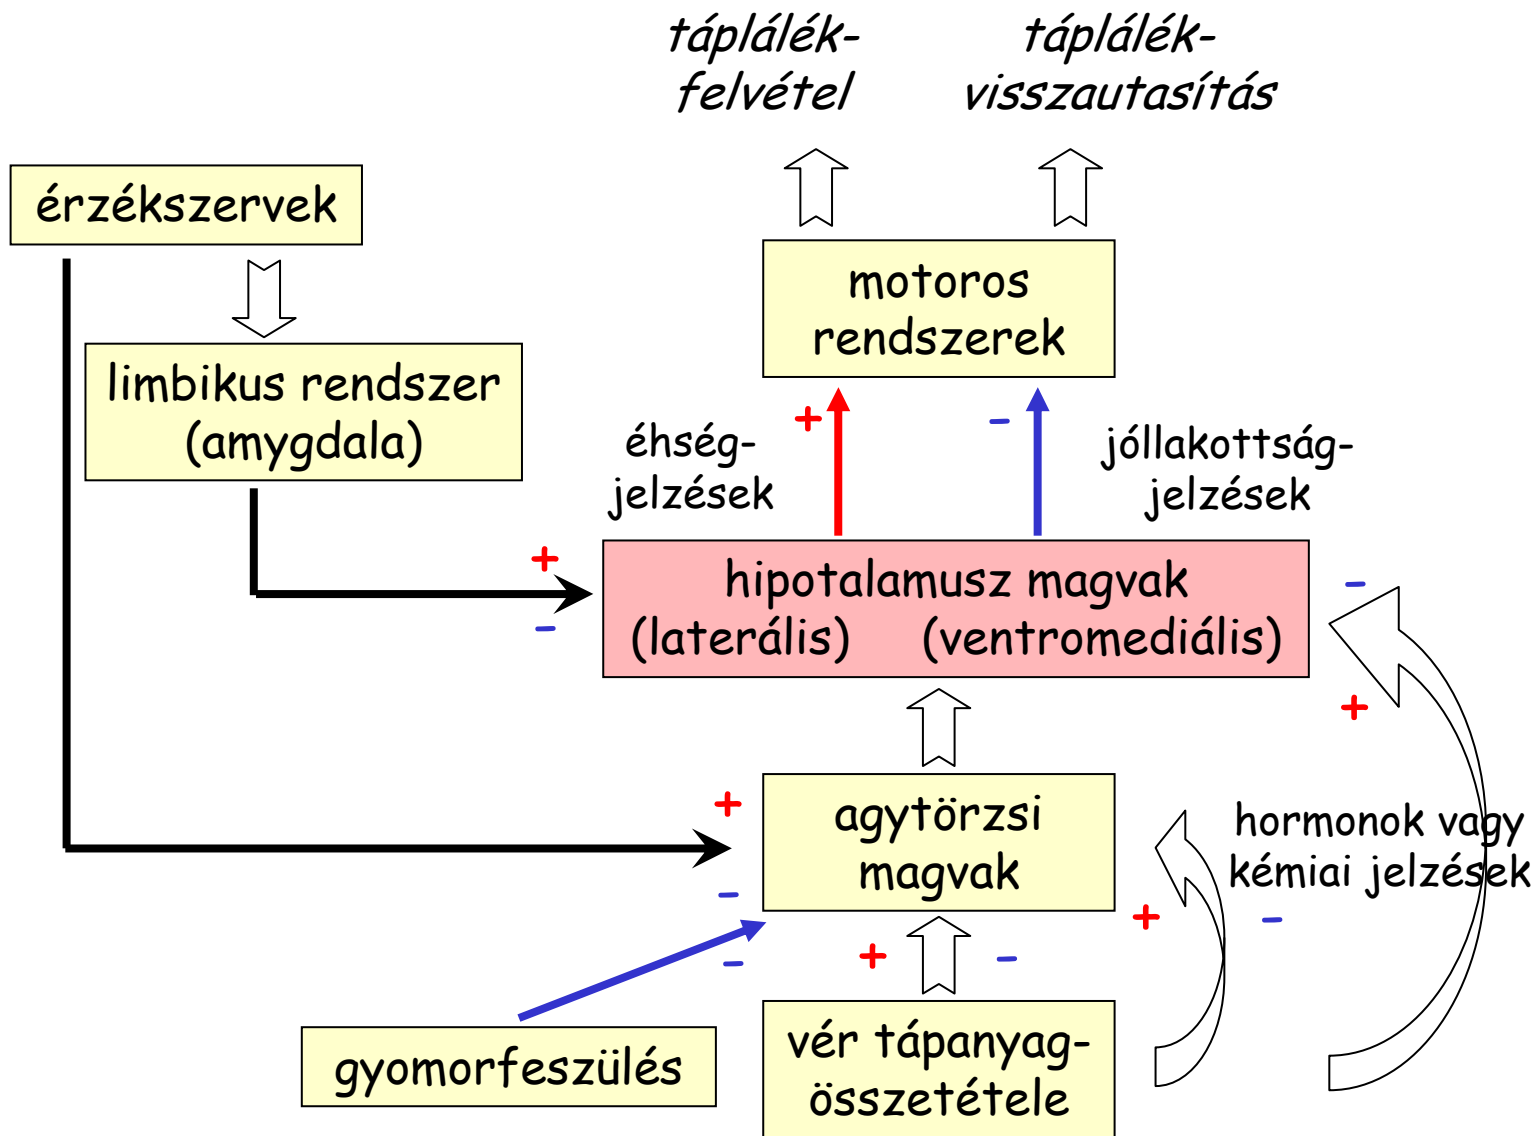 táplálék-
felvétel
táplálék-
visszautasítás
érzékszervek
motoros
rendszerek
limbikus rendszer
(amygdala)
+
-
éhség-
jelzések
jóllakottság-
jelzések
+
-
hipotalamusz magvak
(laterális) (ventromediális)
-
+
+
-
agytörzsi
magvak
hormonok vagy
kémiai jelzések
+
-
-
+
-
gyomorfeszülés
vér tápanyag-
összetétele